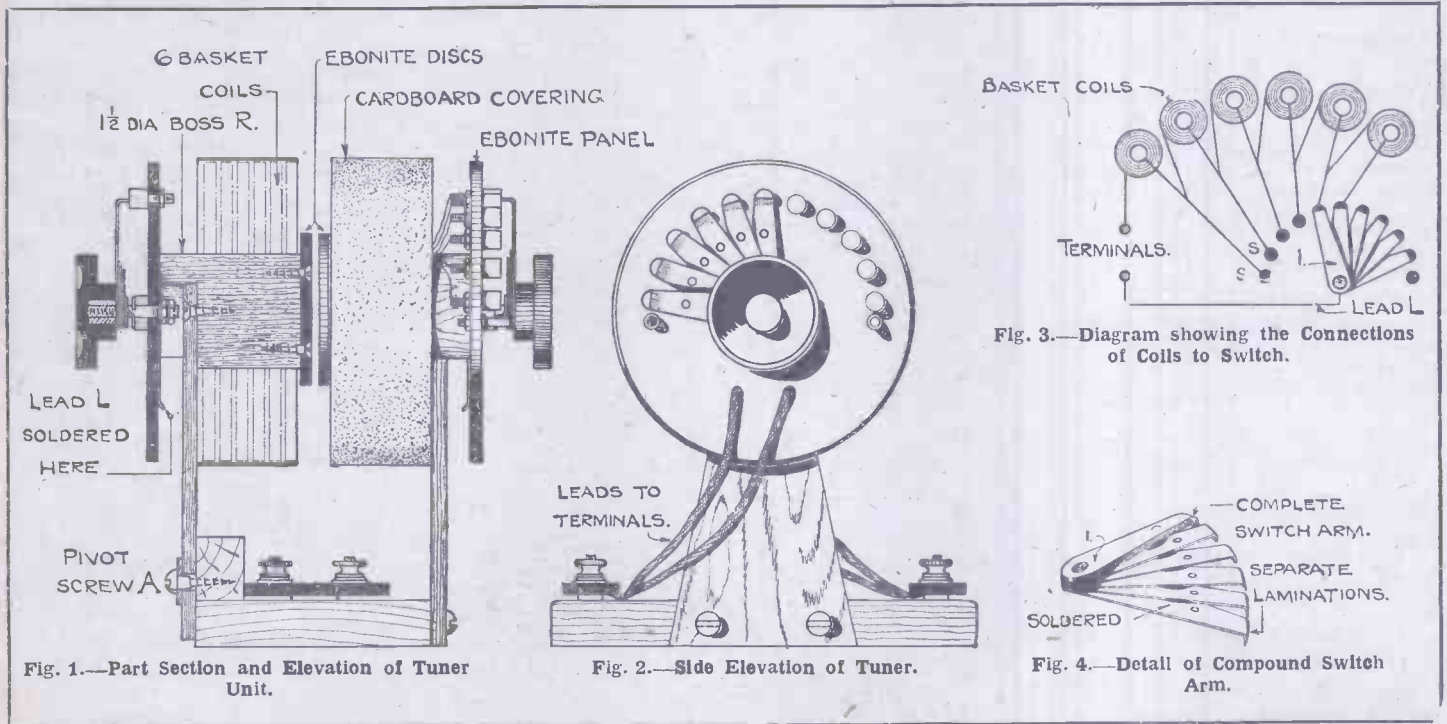 6 BASKET
COILS
1 1/2 DIA BOSS R.
EBONITE DISCS
CARDBOARD COVERING
EBONITE PANEL
LEAD L
SOLDERED
HERE
PIVOT
SCREW A
Fig. 1.—Part Section and Elevation of Tuner
Unit.
LEADS TO
TERMINALS.
Fig. 2.—Side Elevation of Tuner.
BASKET COILS
TERMINALS.
S
S
1.
LEAD L
Fig. 3.—Diagram showing the Connections
of Coils to Switch.
1.
COMPLETE
SWITCH ARM.
SEPARATE
LAMINATIONS.
SOLDERED
Fig. 4.—Detail of Compound Switch
Arm.